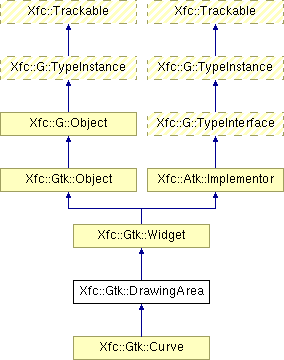 Xfc::Trackable Xfc::Trackable
Xfc::G::TypeInstance Xfc::G::TypeInstance
Xfc::G::Object Xfc::G::TypeInterface
Xfc::Gtk::Object Xfc::Atk::Implementor
Xfc::Gtk::Widget
Xfc::Gtk::DrawingArea
Xfc::Gtk::Curve